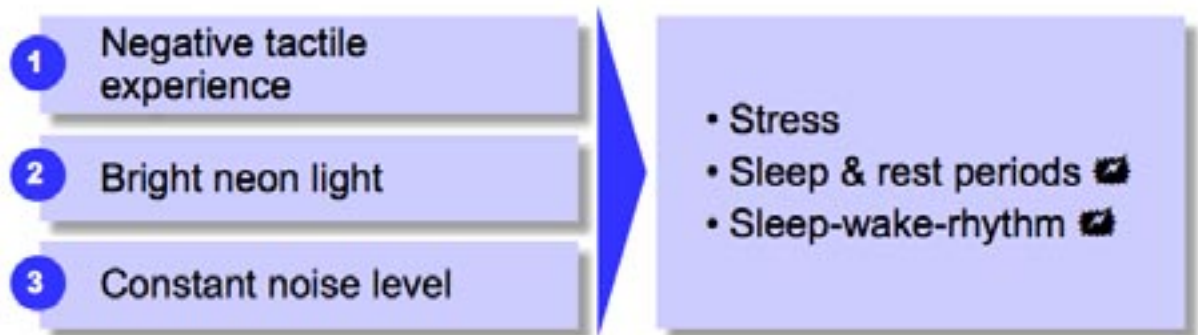 1
Negative tactile
experience
2
Bright neon light
3
Constant noise level
• Stress
• Sleep & rest periods
• Sleep-wake-rhythm